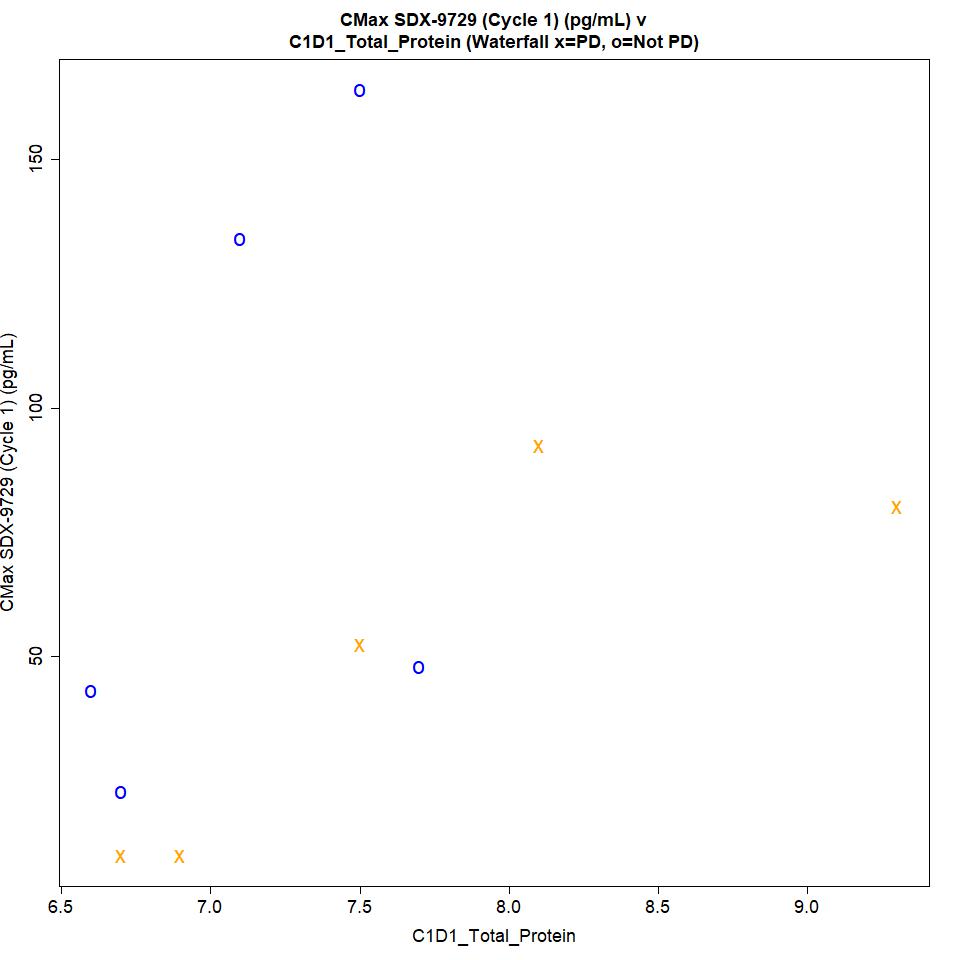 CMax SDX-9729 (Cycle 1) (pg/mL) v
C1D1_Total_Protein (Waterfall x=PD, o=Not PD)
CMax SDX-9729 (Cycle 1) (pg/mL)
150
100
50
o
o
x
x
x
o
o
o
x
x
6.5 7.0 7.5 8.0 8.5 9.0
C1D1_Total_Protein